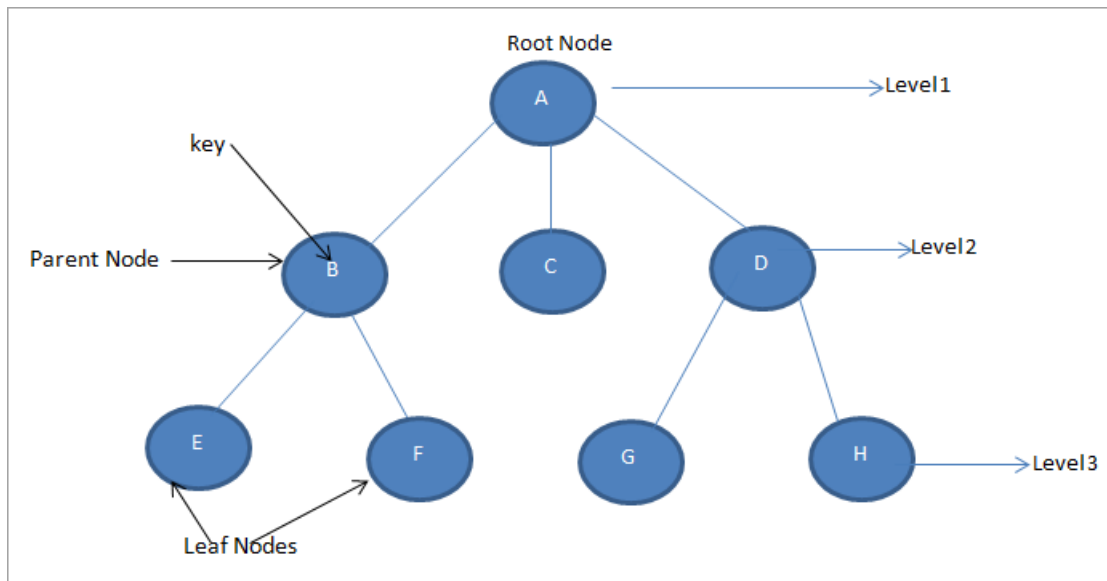 Root Node
A
Level1
key
Parent Node
B
C
D
Level2
E
F
G
H
Level3
Leaf Nodes